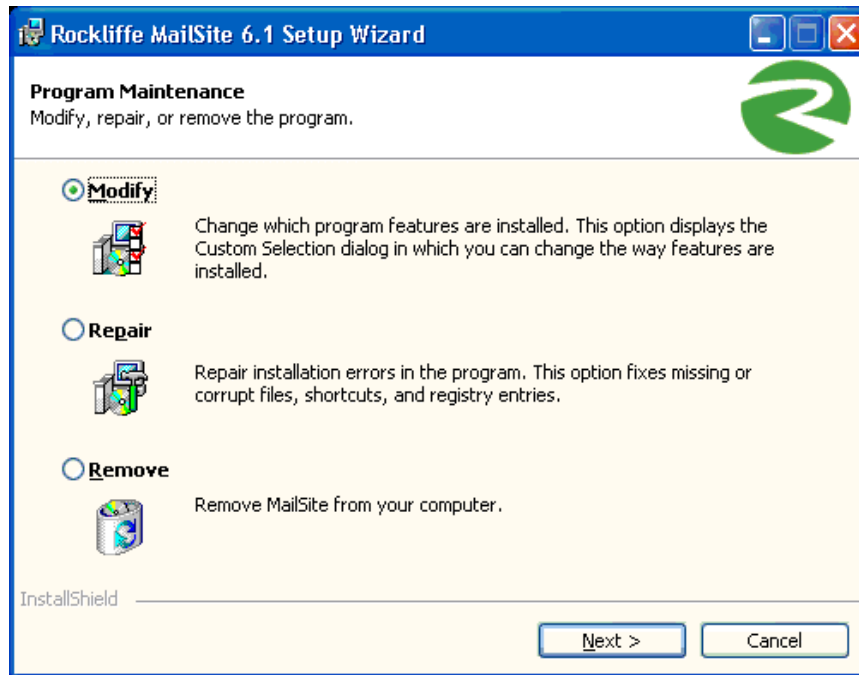 Rockliffe MailSite 6.1 Setup Wizard
Program Maintenance
Modify, repair, or remove the program.
Modify
Change which program features are installed. This option displays the
Custom Selection dialog in which you can change the way features are
installed.
Repair
Repair installation errors in the program. This option fixes missing or
corrupt files, shortcuts, and registry entries.
Remove
Remove MailSite from your computer.
InstallShield
Next >
Cancel